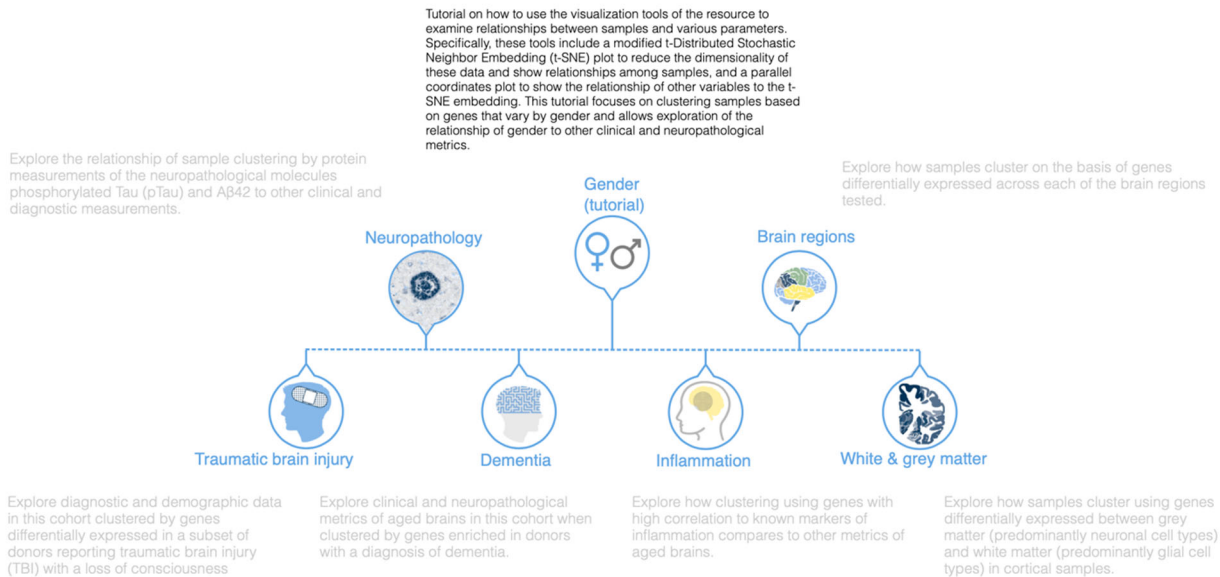 Tutorial on how to use the visualization tools of the resource to
examine relationships between samples and various parameters.
Specifically, these tools include a modified t-Distributed Stochastic
Neighbor Embedding (t-SNE) plot to reduce the dimensionality of
these data and show relationships among samples, and a parallel
coordinates plot to show the relationship of other variables to the t-
SNE embedding. This tutorial focuses on clustering samples based
on genes that vary by gender and allows exploration of the
relationship of gender to other clinical and neuropathological
metrics.
Explore the relationship of sample clustering by protein
measurements of the neuropathological molecules
phosphorylated Tau (pTau) and Aβ42 to other clinical and
diagnostic measurements.
Explore how samples cluster on the basis of genes
differentially expressed across each of the brain regions
tested.
Gender
(tutorial)
Neuropathology
Brain regions
Traumatic brain injury
Dementia
Inflammation
White & grey matter
Explore diagnostic and demographic data
in this cohort clustered by genes
differentially expressed in a subset of
donors reporting traumatic brain injury
(TBI) with a loss of consciousness
Explore clinical and neuropathological
metrics of aged brains in this cohort when
clustered by genes enriched in donors
with a diagnosis of dementia.
Explore how clustering using genes with
high correlation to known markers of
inflammation compares to other metrics of
aged brains.
Explore how samples cluster using genes
differentially expressed between grey
matter (predominantly neuronal cell types)
and white matter (predominantly glial cell
types) in cortical samples.